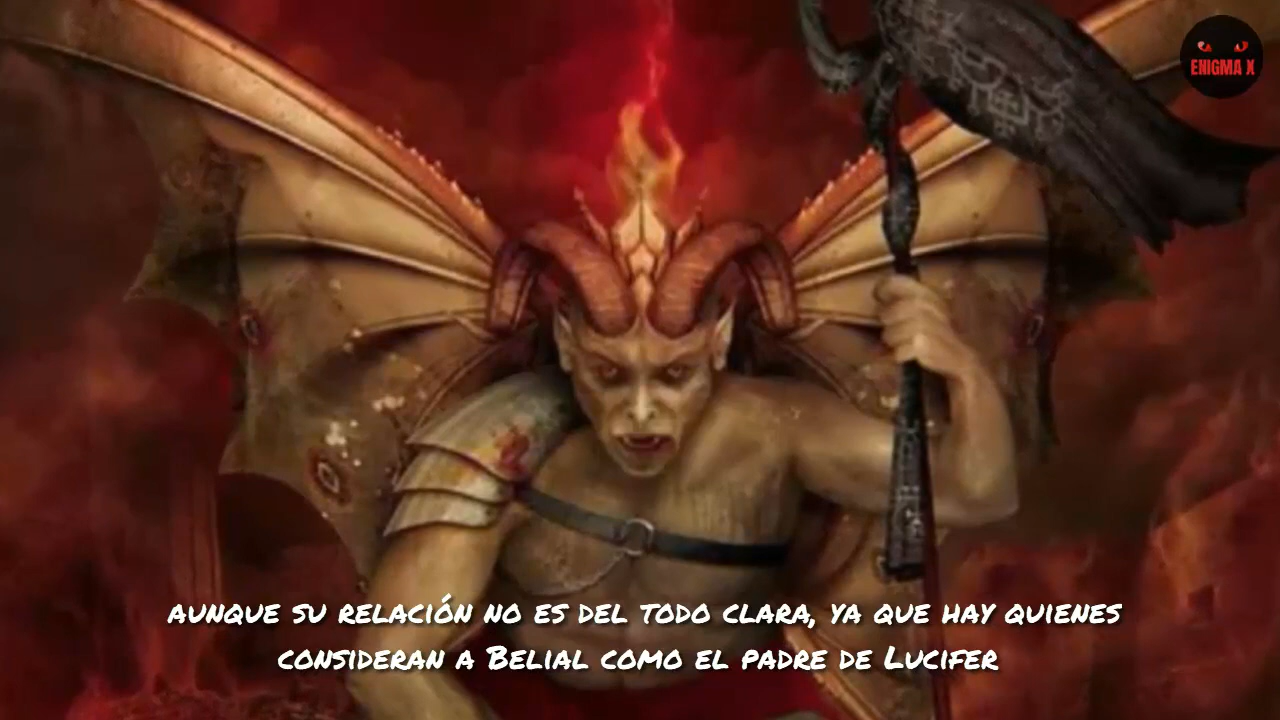 ENIGMA X
AUNQUE SU RELACIÓN NO ES DEL TODO CLARA, YA QUE HAY QUIENES
CONSIDERAN A BELIAL COMO EL PADRE DE LUCIFER